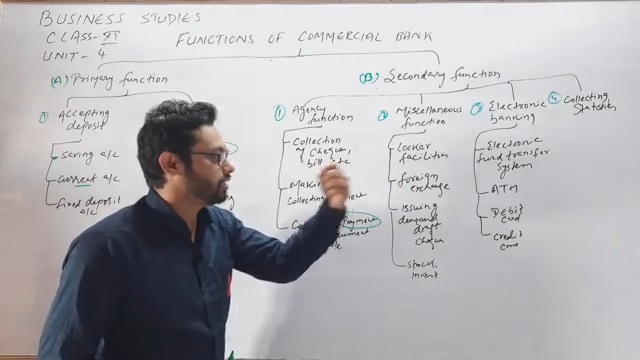 BUSINESS STUDIES
CLASS-XI
FUNCTIONS OF COMMERCIAL BANK
UNIT-4
(A) Primary function
① Accepting
deposit
Saving a/c
Current a/c
Fixed deposit
a/c
(B) Secondary function
① Agency
function
Collection
of cheque,
bill etc
Making
Collecting
Payment
② Miscellaneous
function
Locker
facilities
Foreign
exchange
Issuing
demand
draft
cheque
Stock,
invest
③ Electronic
banking
Electronic
fund transfer
system
ATM
Debit
Card
Credit
Card
④ Collecting
Statistics